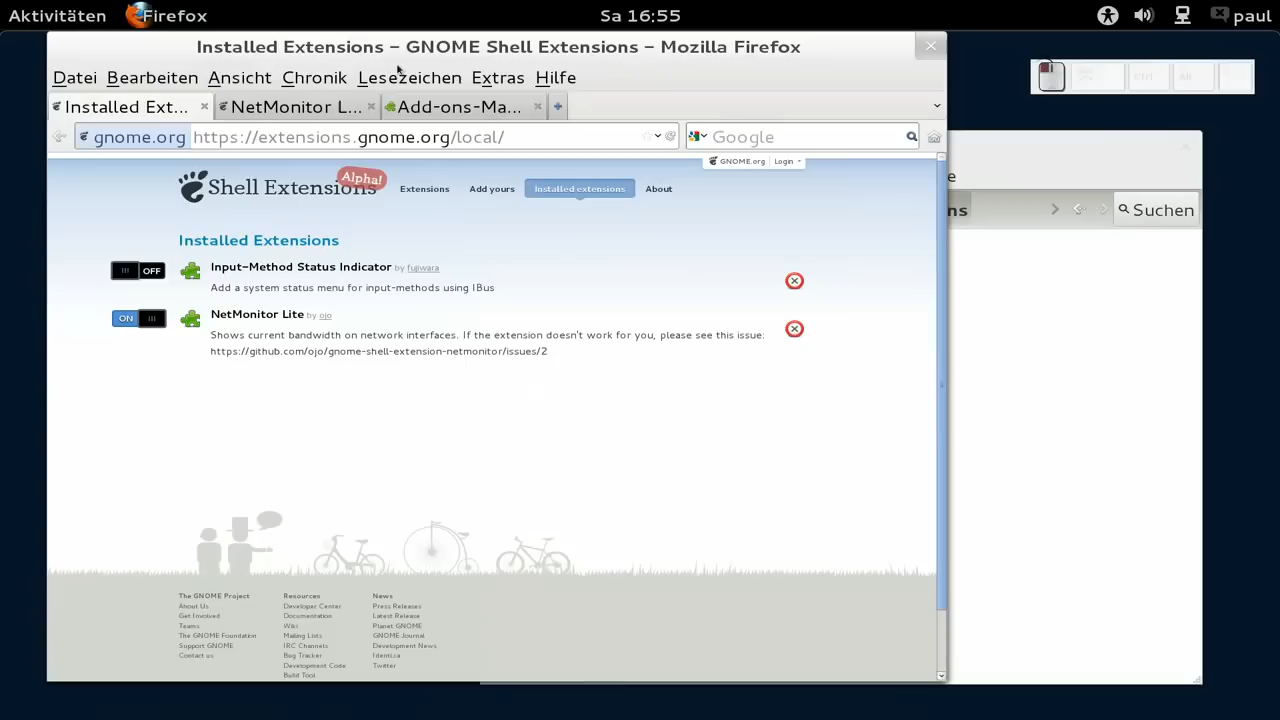 Aktivitäten Firefox Sa 16:55 paul
Installed Extensions – GNOME Shell Extensions – Mozilla Firefox
Datei Bearbeiten Ansicht Chronik Lesezeichen Extras Hilfe
Installed Ext... NetMonitor L... Add-ons-Ma...
gnome.org https://extensions.gnome.org/local/ Google
GNOME.org Login
Shell Extensions Alpha! Extensions Add yours Installed extensions About
ns Suchen
Installed Extensions
OFF Input-Method Status Indicator by fujiwara
Add a system status menu for input-methods using IBus
ON NetMonitor Lite by ojo
Shows current bandwidth on network interfaces. If the extension doesn't work for you, please see this issue:
https://github.com/ojo/gnome-shell-extension-netmonitor/issues/2
The GNOME Project Resources News
About Us Developer Center Press Releases
Get Involved Documentation Latest Release
Teams Wiki Planet GNOME
The GNOME Foundation Mailing Lists GNOME Journal
Support GNOME IRC Channels Development News
Contact us Bug Tracker Identi.ca
Development Code Twitter
Build Tool